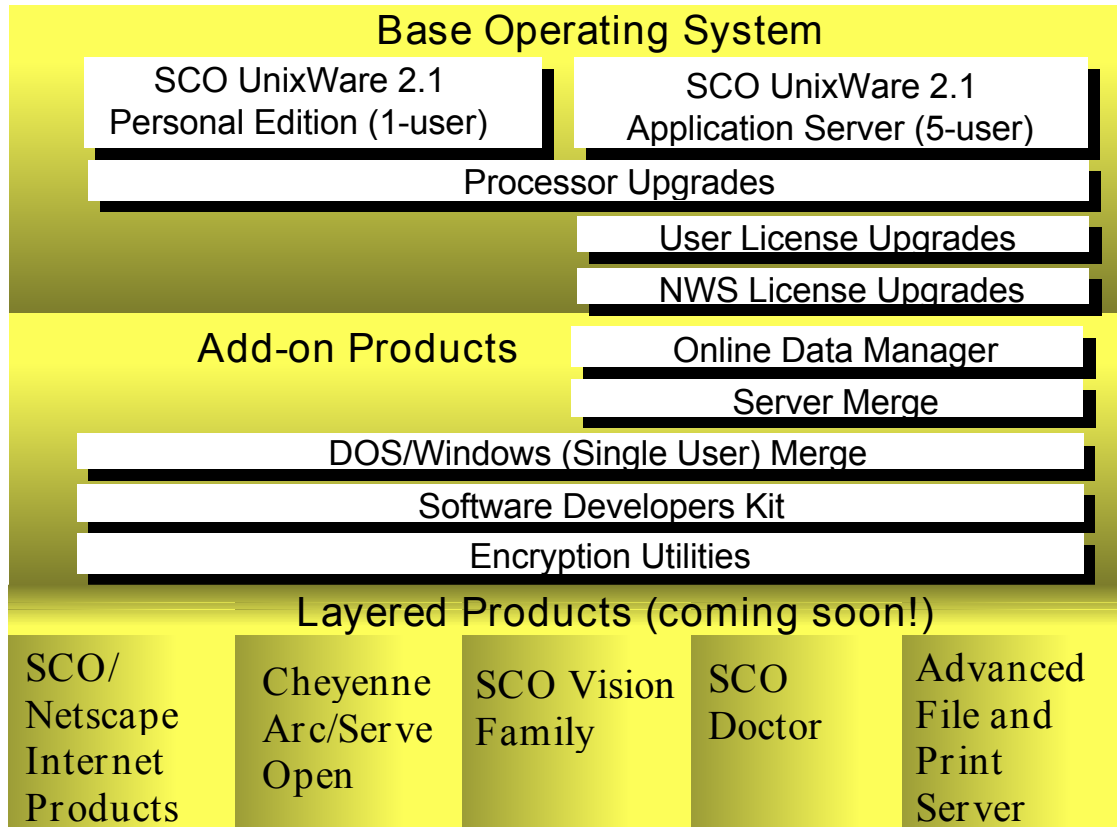 Base Operating System
SCO UnixWare 2.1
Personal Edition (1-user)
SCO UnixWare 2.1
Application Server (5-user)
Processor Upgrades
User License Upgrades
NWS License Upgrades
Add-on Products
Online Data Manager
Server Merge
DOS/Windows (Single User) Merge
Software Developers Kit
Encryption Utilities
Layered Products (coming soon!)
SCO/
Netscape
Internet
Products
Cheyenne
Arc/Serve
Open
SCO Vision
Family
SCO
Doctor
Advanced
File and
Print
Server